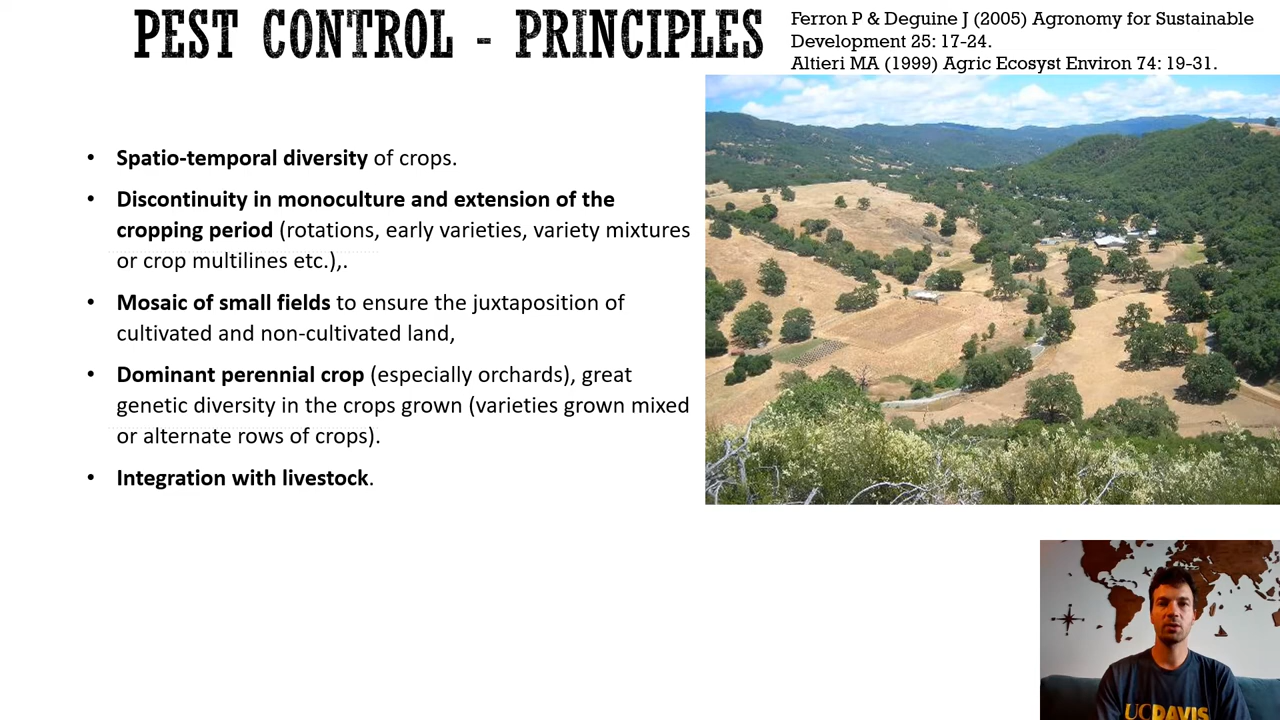 PEST CONTROL - PRINCIPLES
Ferron P & Deguine J (2005) Agronomy for Sustainable
Development 25: 17-24.
Altieri MA (1999) Agric Ecosyst Environ 74: 19-31.
• Spatio-temporal diversity of crops.
• Discontinuity in monoculture and extension of the
cropping period (rotations, early varieties, variety mixtures
or crop multilines etc.),.
• Mosaic of small fields to ensure the juxtaposition of
cultivated and non-cultivated land,
• Dominant perennial crop (especially orchards), great
genetic diversity in the crops grown (varieties grown mixed
or alternate rows of crops).
• Integration with livestock.
UCDAVIS